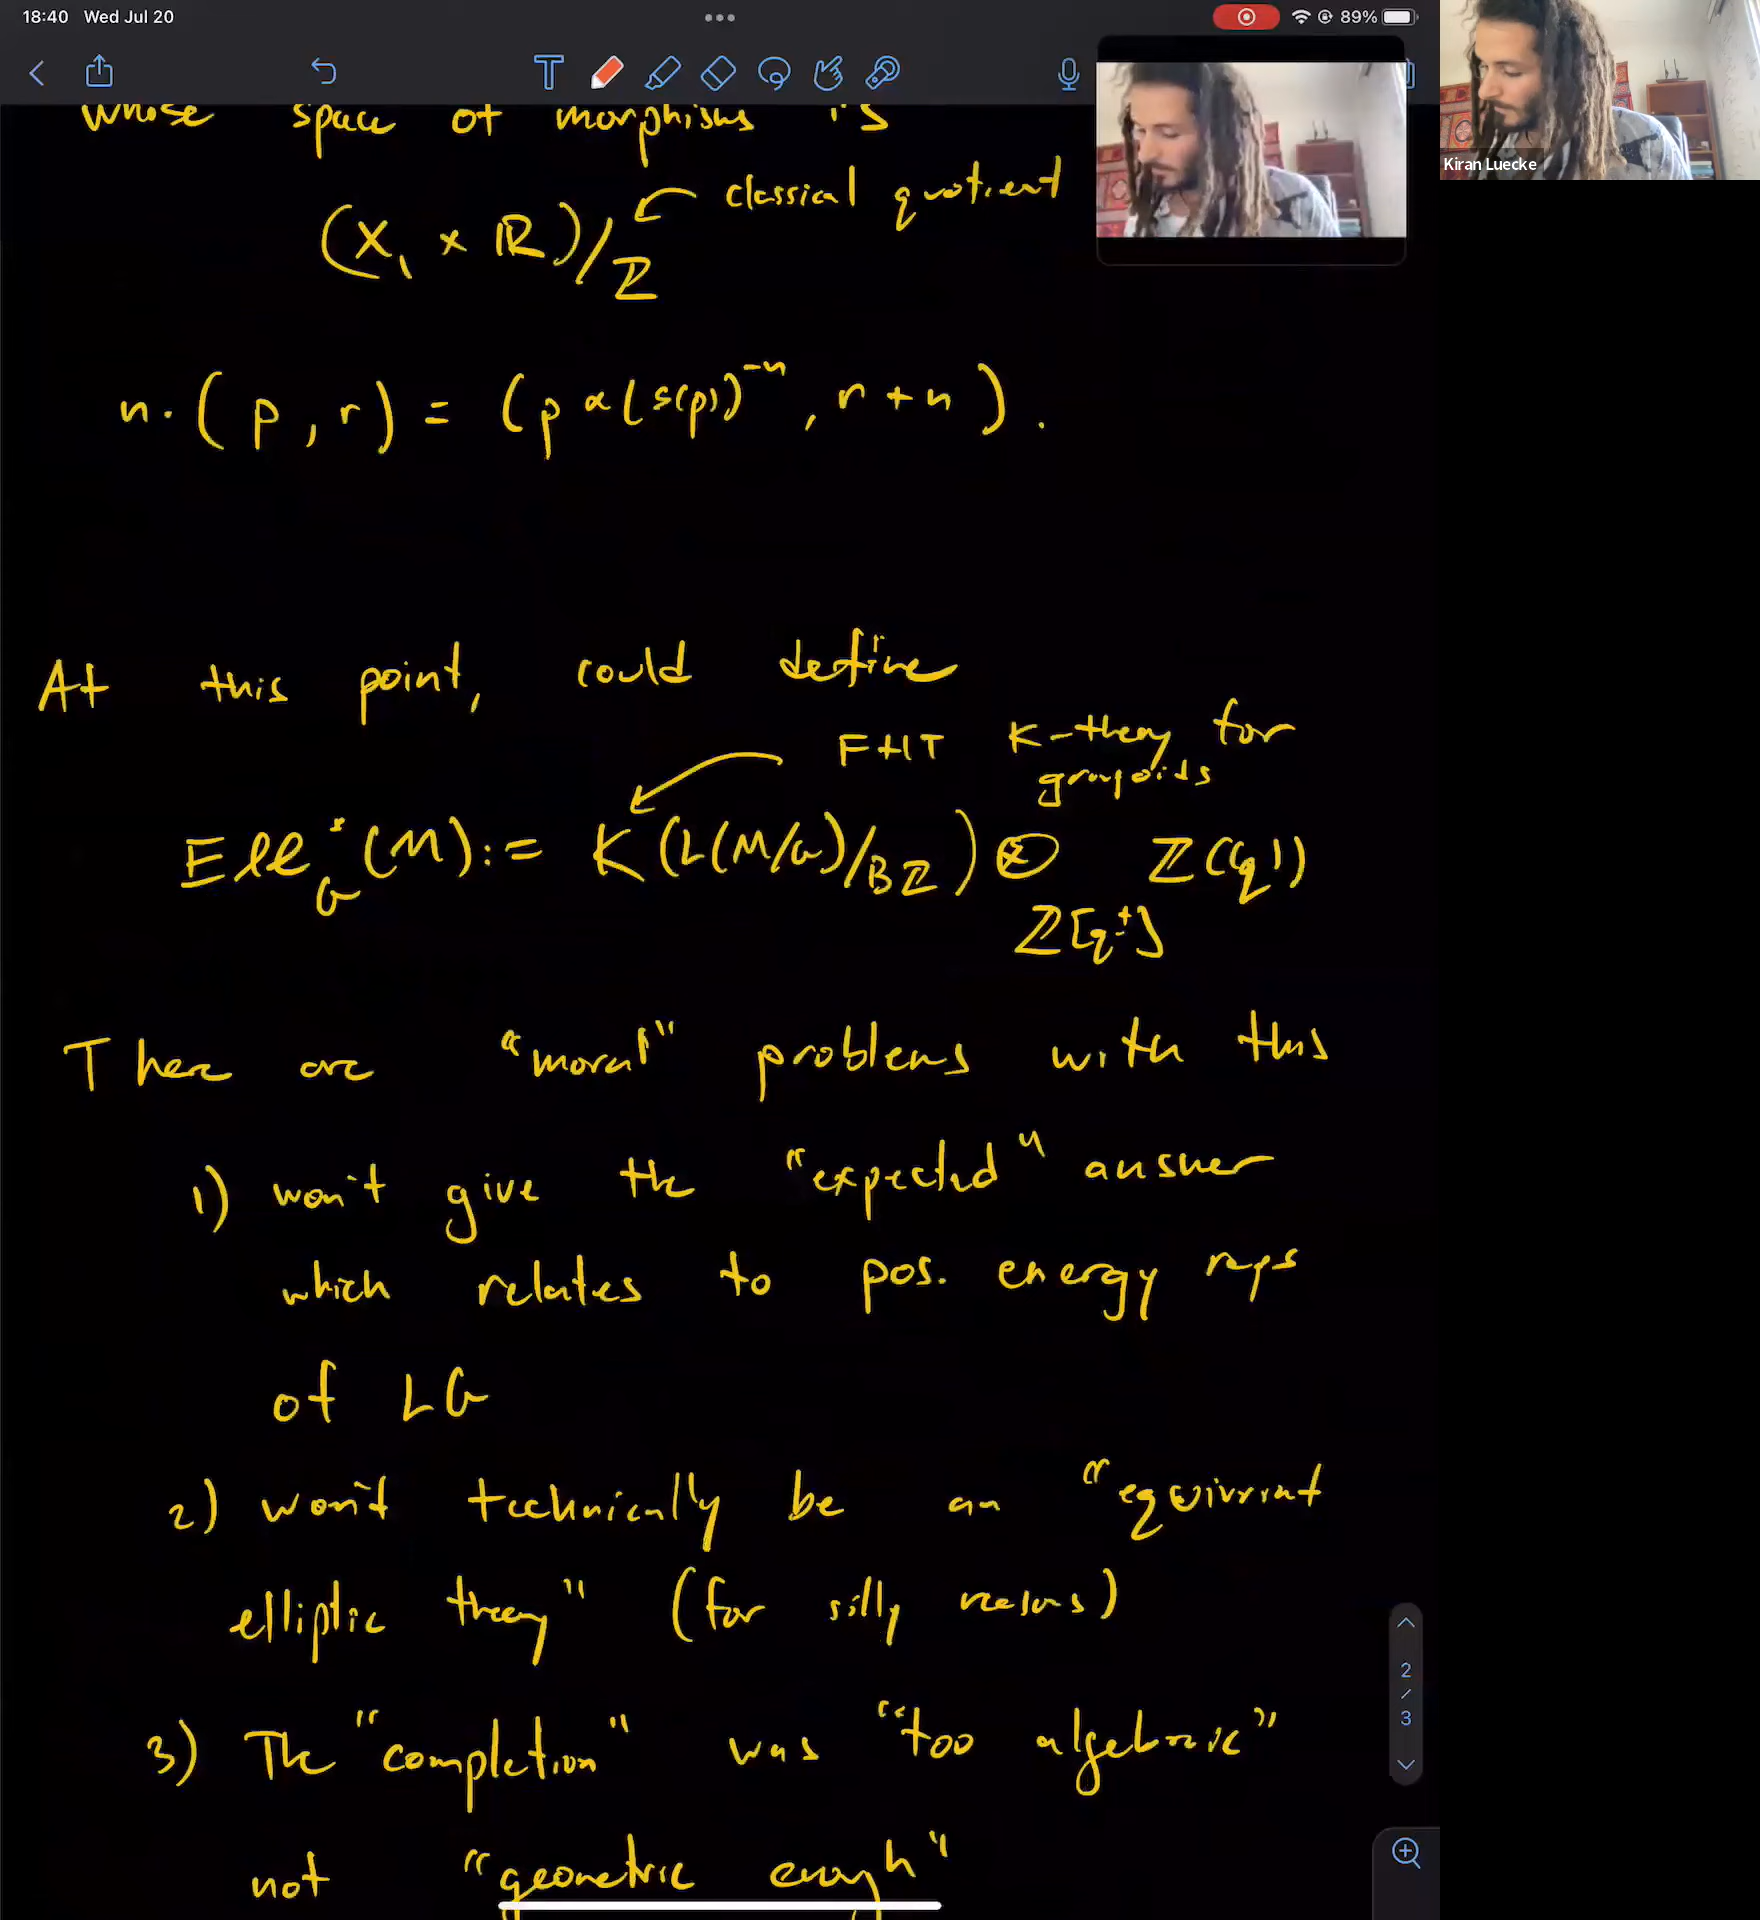 18:40 Wed Jul 20
89%
Kiran Luecke
whose space of morphisms is
(X₁ × ℝ)/ℤ classical quotient
n·(p, r) = (p α(s(p))⁻ⁿ, r + n).
At this point, could define
FHT K-theory for
groupoids
Ell*_G(M) := K(L(M/G)/Bℤ) ⊗ ℤ((q))
ℤ[q±]
There are "moral" problems with this
1) won't give the "expected" answer
which relates to pos. energy reps
of LG
2) won't technically be an "equivariant
elliptic theory" (for silly reasons)
3) The "completion" was "too algebraic"
not "geometric enough"
2
/
3